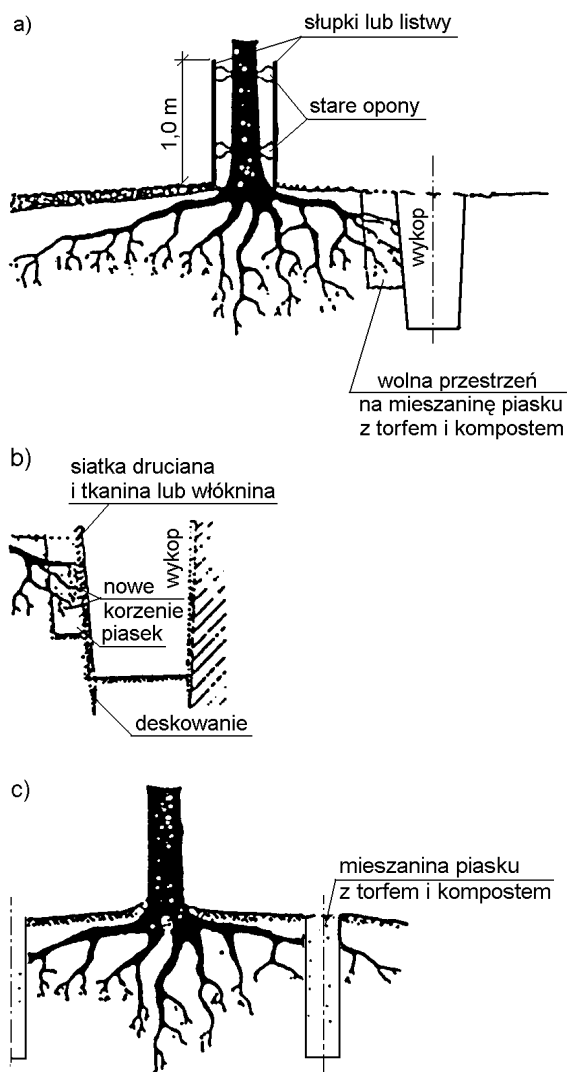 a)
słupki lub listwy
1,0 m
stare opony
wykop
wolna przestrzeń
na mieszaninę piasku
z torfem i kompostem
b)
siatka druciana
i tkanina lub włóknina
wykop
nowe
korzenie
piasek
deskowanie
c)
mieszanina piasku
z torfem i kompostem